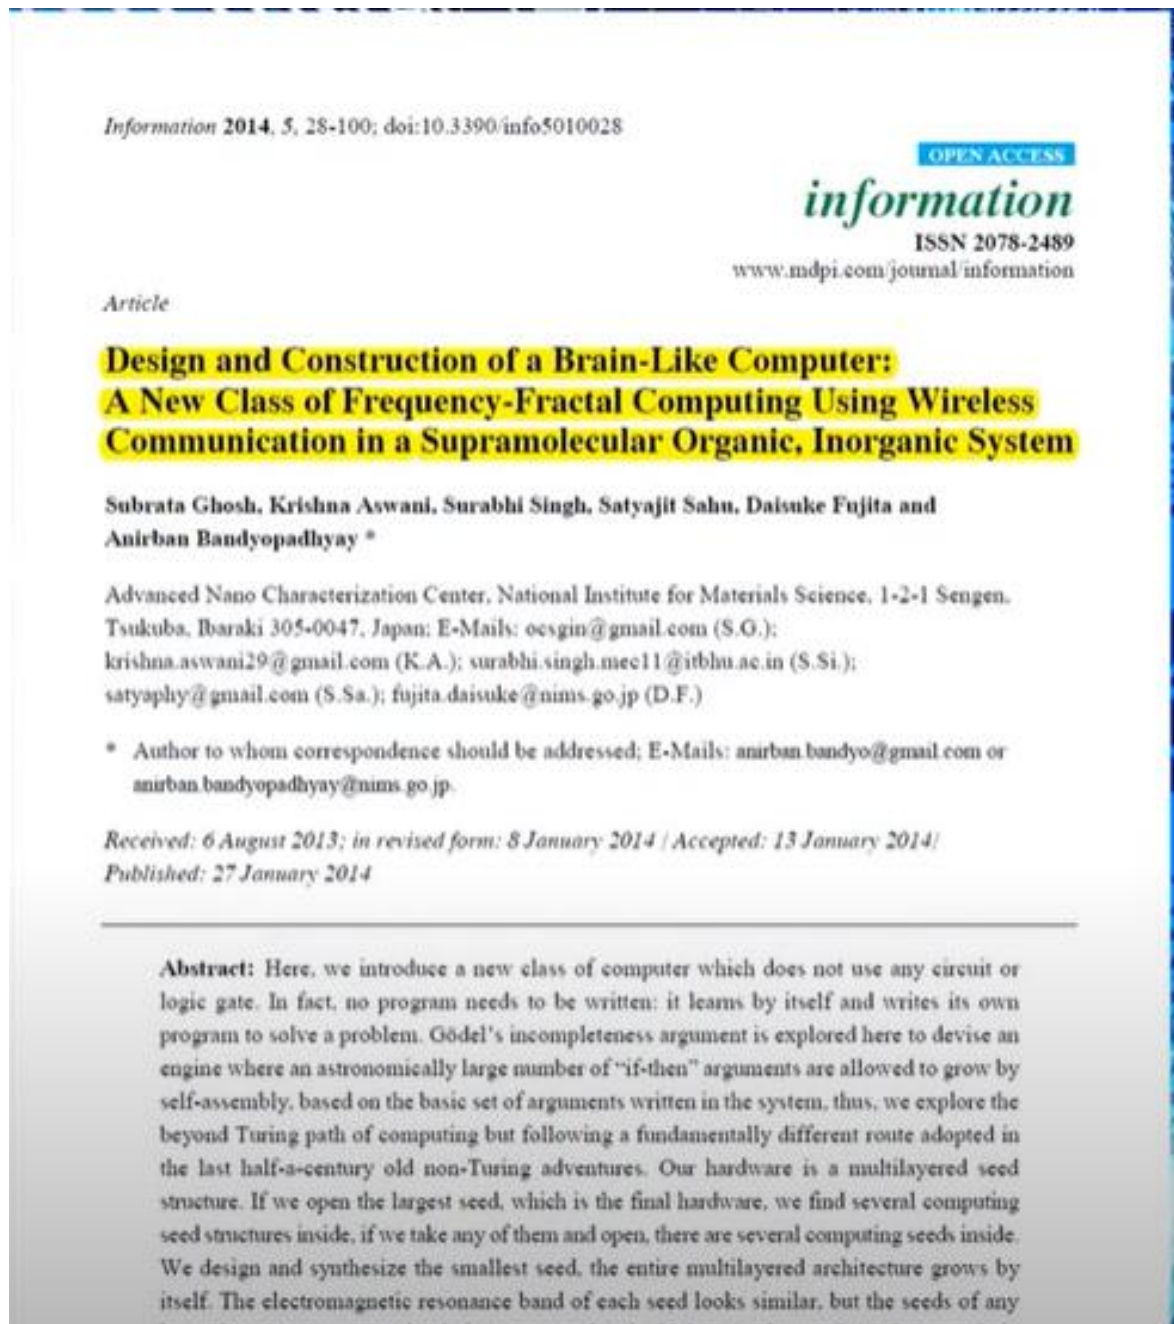 Information 2014, 5, 28-100; doi:10.3390/info5010028
OPEN ACCESS
information
ISSN 2078-2489
www.mdpi.com/journal/information
Article
Design and Construction of a Brain-Like Computer:
A New Class of Frequency-Fractal Computing Using Wireless
Communication in a Supramolecular Organic, Inorganic System
Subrata Ghosh, Krishna Aswani, Surabhi Singh, Satyajit Sahu, Daisuke Fujita and
Anirban Bandyopadhyay *
Advanced Nano Characterization Center, National Institute for Materials Science, 1-2-1 Sengen,
Tsukuba, Ibaraki 305-0047, Japan; E-Mails: ocsgin@gmail.com (S.G.);
krishna.aswani29@gmail.com (K.A.); surabhi.singh.mec11@itbhu.ac.in (S.Si.);
satyaphy@gmail.com (S.Sa.); fujita.daisuke@nims.go.jp (D.F.)
* Author to whom correspondence should be addressed; E-Mails: anirban.bandyo@gmail.com or
anirban.bandyopadhyay@nims.go.jp.
Received: 6 August 2013; in revised form: 8 January 2014 / Accepted: 13 January 2014/
Published: 27 January 2014
Abstract: Here, we introduce a new class of computer which does not use any circuit or
logic gate. In fact, no program needs to be written: it learns by itself and writes its own
program to solve a problem. Gödel's incompleteness argument is explored here to devise an
engine where an astronomically large number of “if-then” arguments are allowed to grow by
self-assembly, based on the basic set of arguments written in the system, thus, we explore the
beyond Turing path of computing but following a fundamentally different route adopted in
the last half-a-century old non-Turing adventures. Our hardware is a multilayered seed
structure. If we open the largest seed, which is the final hardware, we find several computing
seed structures inside, if we take any of them and open, there are several computing seeds inside.
We design and synthesize the smallest seed, the entire multilayered architecture grows by
itself. The electromagnetic resonance band of each seed looks similar, but the seeds of any